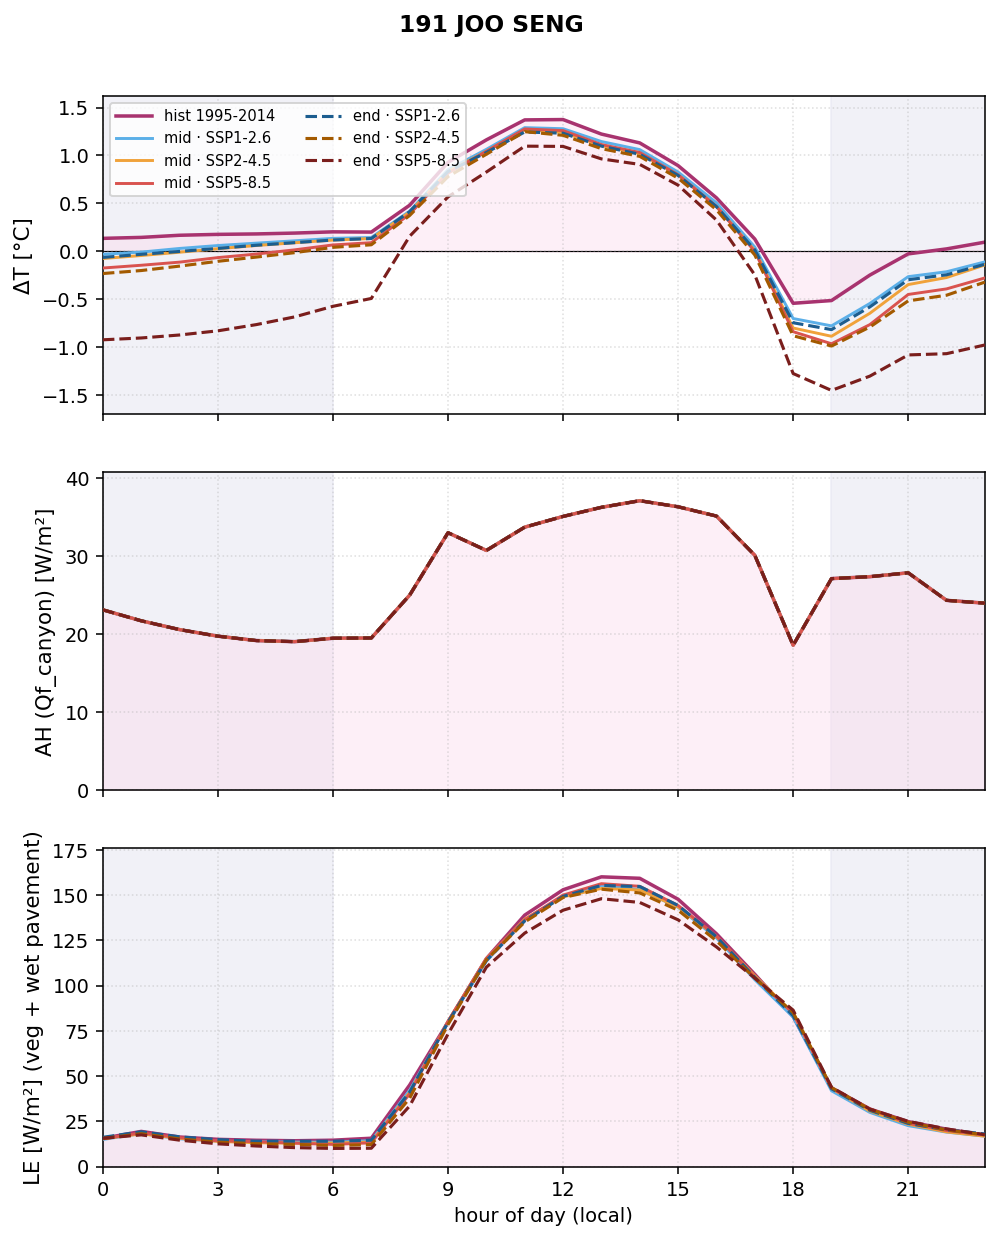 191 JOO SENG
1.5
1.0
0.5
0.0
−0.5
−1.0
−1.5
ΔT [°C]
hist 1995-2014
mid · SSP1-2.6
mid · SSP2-4.5
mid · SSP5-8.5
end · SSP1-2.6
end · SSP2-4.5
end · SSP5-8.5
40
30
20
10
0
AH (Qf_canyon) [W/m²]
175
150
125
100
75
50
25
0
LE [W/m²] (veg + wet pavement)
0 3 6 9 12 15 18 21
hour of day (local)